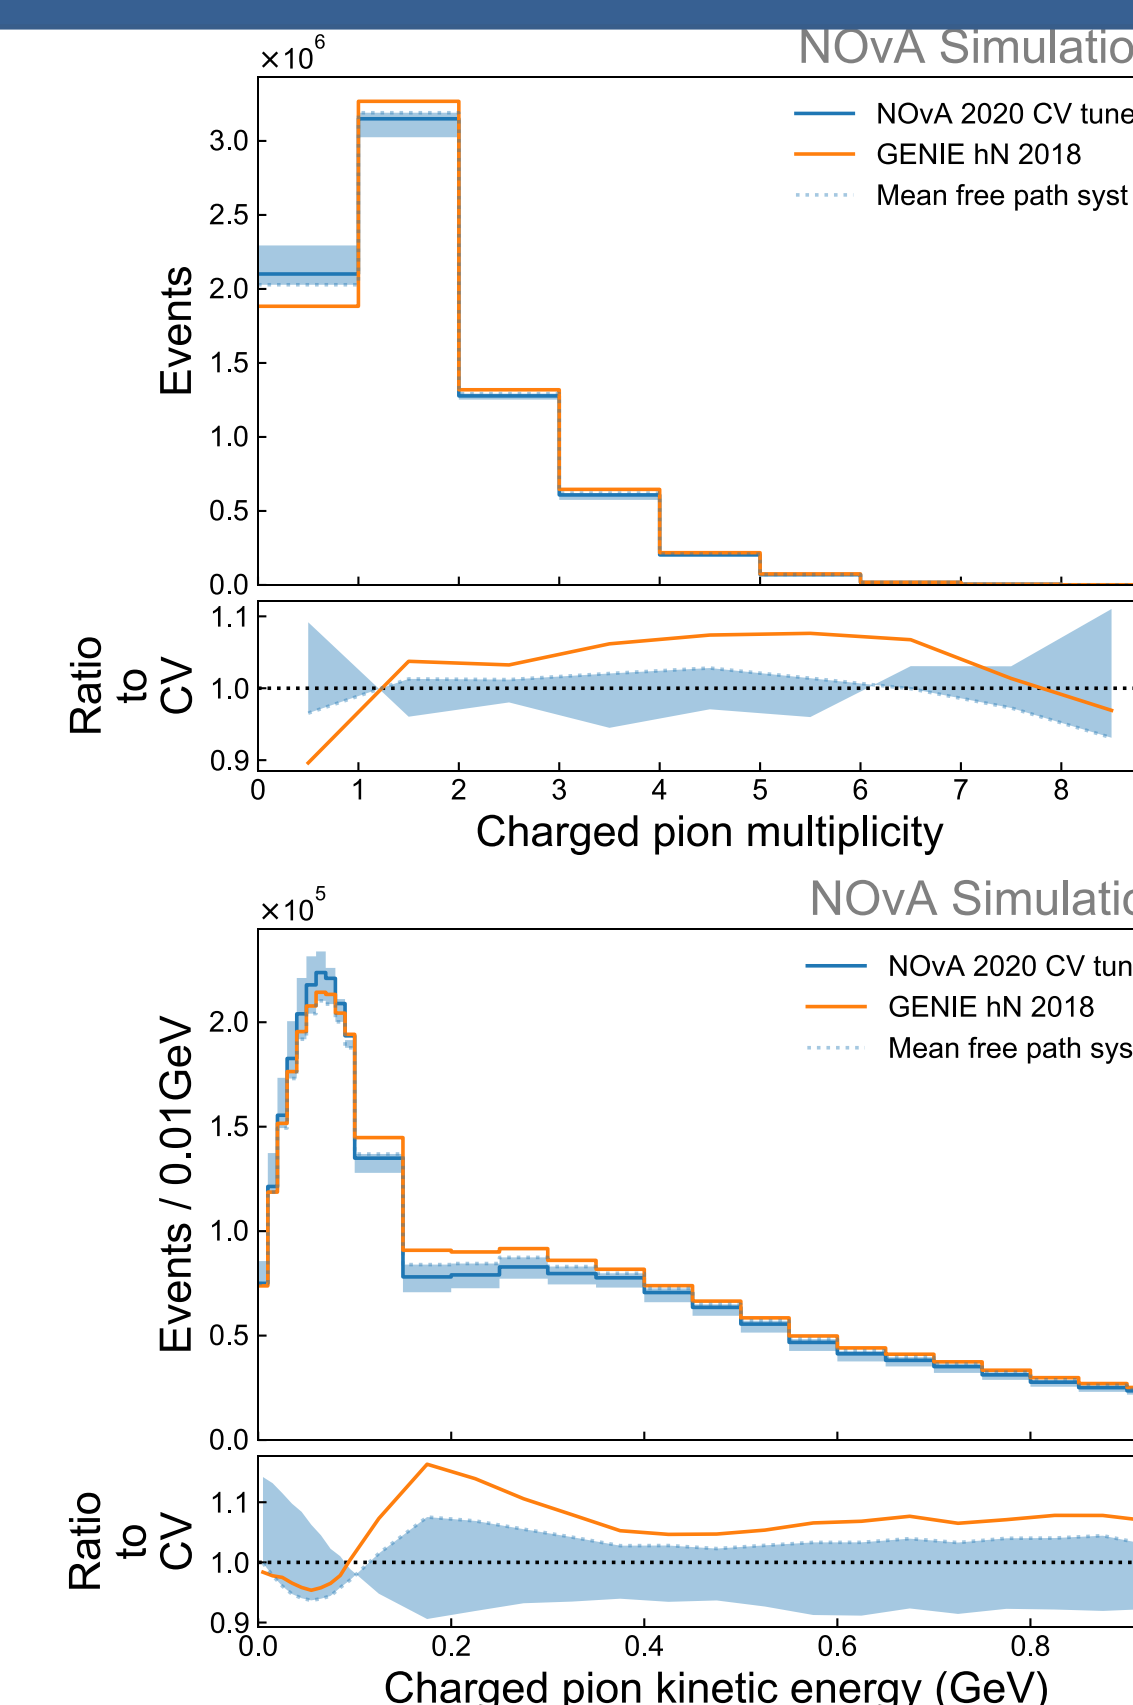 ×10⁶
NOvA Simulatio
NOvA 2020 CV tune
GENIE hN 2018
Mean free path syst
3.0
2.5
2.0
1.5
1.0
0.5
0.0
Events
1.1
1.0
0.9
Ratio
to
CV
0 1 2 3 4 5 6 7 8
Charged pion multiplicity
×10⁵
NOvA Simulatio
NOvA 2020 CV tun
GENIE hN 2018
Mean free path sys
2.0
1.5
1.0
0.5
0.0
Events / 0.01GeV
1.1
1.0
0.9
Ratio
to
CV
0.0 0.2 0.4 0.6 0.8
Charged pion kinetic energy (GeV)